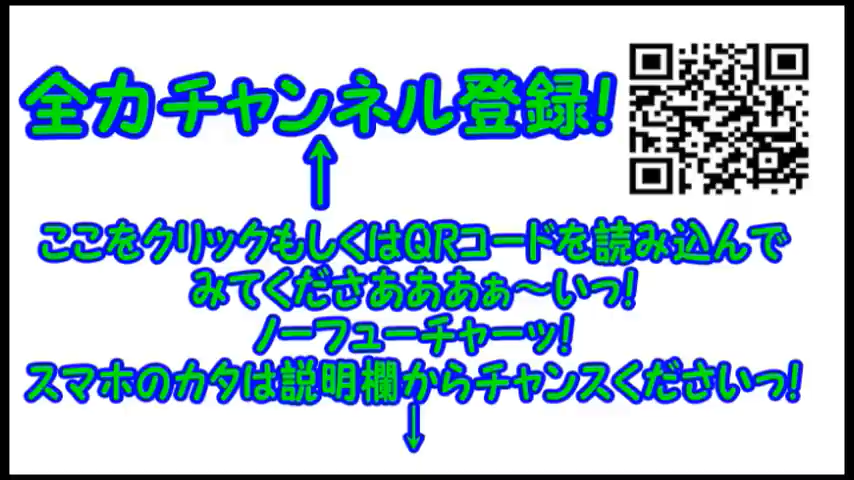 全力チャンネル登録!
↑
ここをクリックもしくはQRコードを読み込んで
みてくださあああぁ~いっ!
ノーフューチャーッ!
スマホのカタは説明欄からチャンスくださいっ!
↓